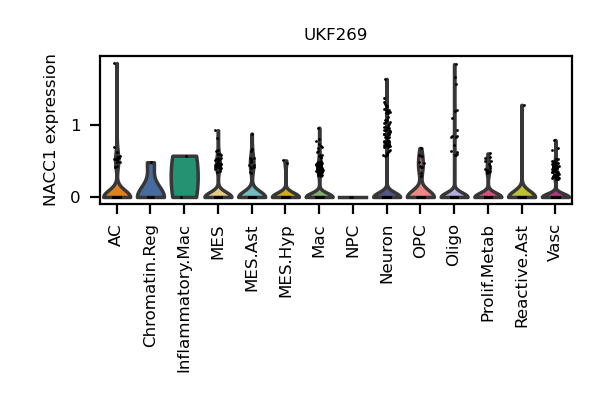 UKF269
NACC1 expression
1
0
AC
Chromatin.Reg
Inflammatory.Mac
MES
MES.Ast
MES.Hyp
Mac
NPC
Neuron
OPC
Oligo
Prolif.Metab
Reactive.Ast
Vasc